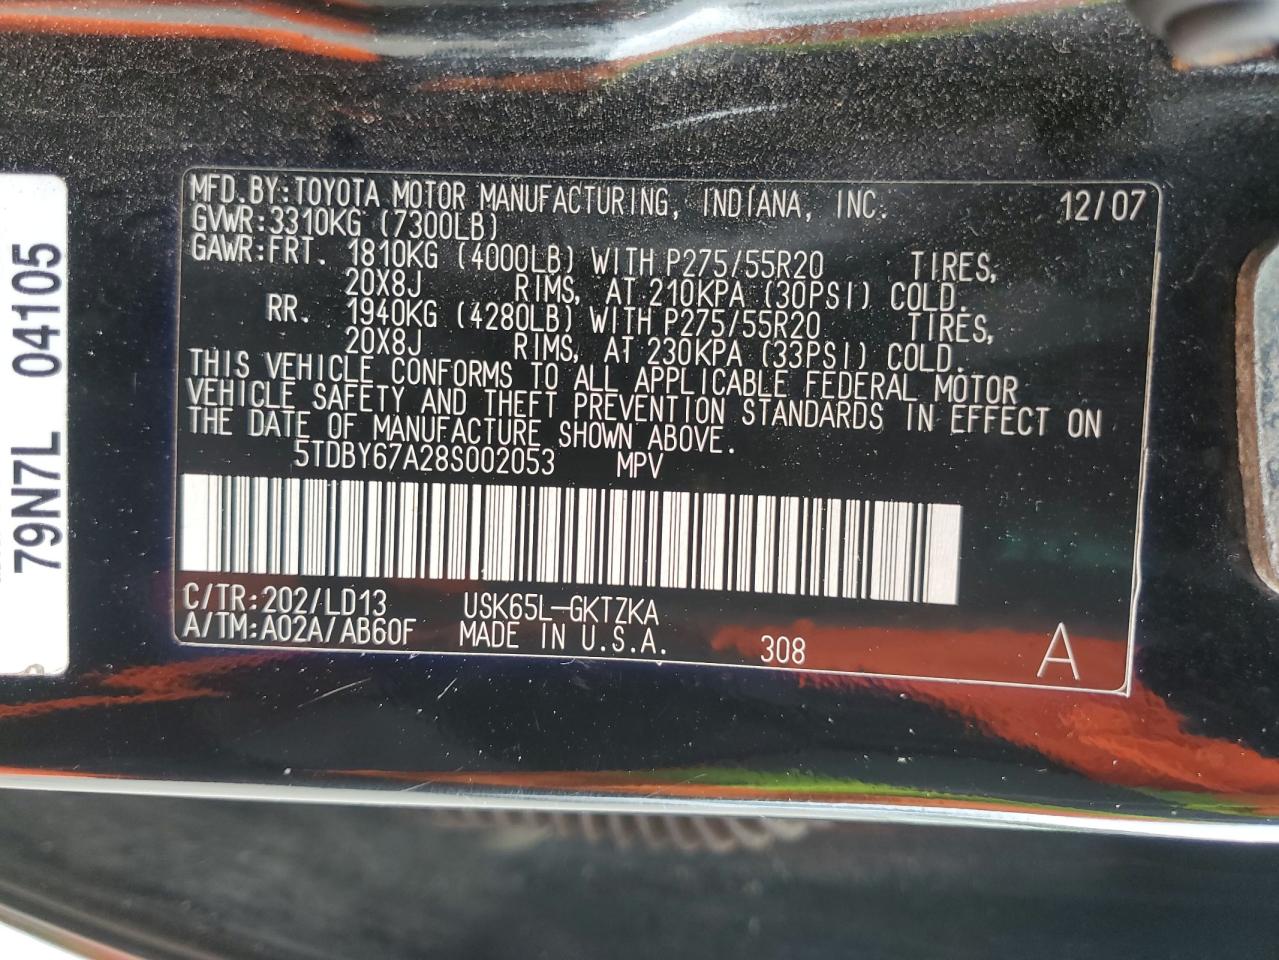 MFD.BY:TOYOTA MOTOR MANUFACTURING, INDIANA, INC. 12/07
GVWR:3310KG (7300LB)
GAWR:FRT. 1810KG (4000LB) WITH P275/55R20 TIRES,
20X8J RIMS, AT 210KPA (30PSI) COLD.
RR. 1940KG (4280LB) WITH P275/55R20 TIRES,
20X8J RIMS, AT 230KPA (33PSI) COLD.
THIS VEHICLE CONFORMS TO ALL APPLICABLE FEDERAL MOTOR
VEHICLE SAFETY AND THEFT PREVENTION STANDARDS IN EFFECT ON
THE DATE OF MANUFACTURE SHOWN ABOVE.
5TDBY67A28S002053 MPV
C/TR:202/LD13 USK65L-GKTZKA
A/TM:A02A/AB60F MADE IN U.S.A. 308 A
79N7L 04105